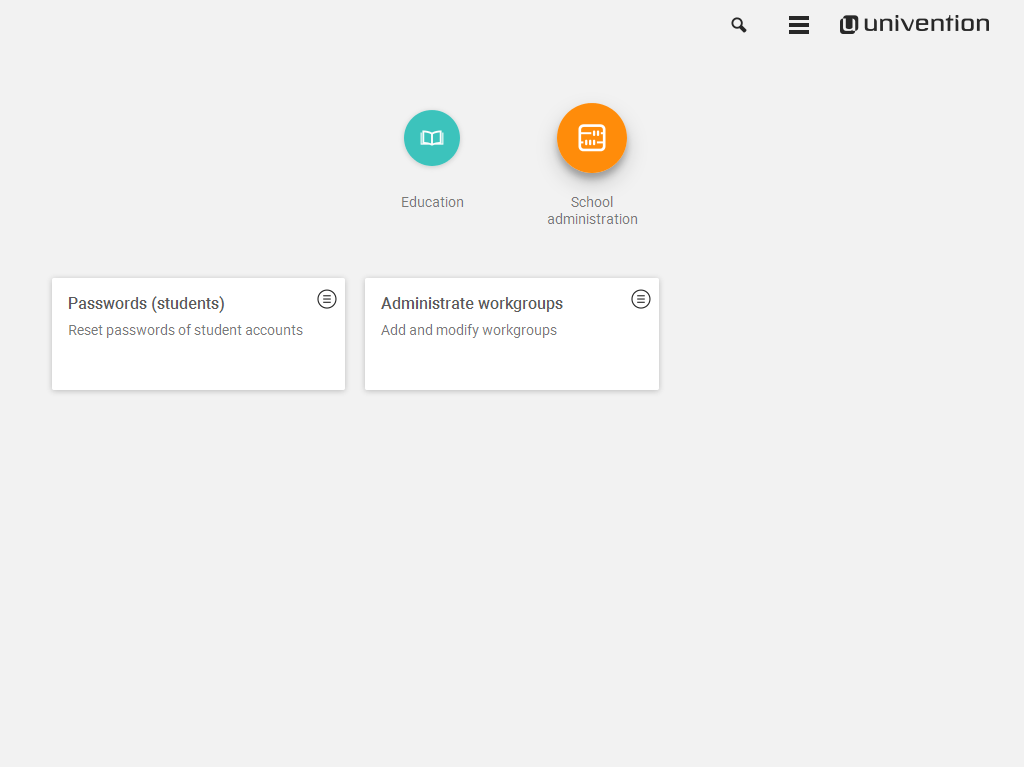 univention
Education
School
administration
Passwords (students)
Reset passwords of student accounts
Administrate workgroups
Add and modify workgroups